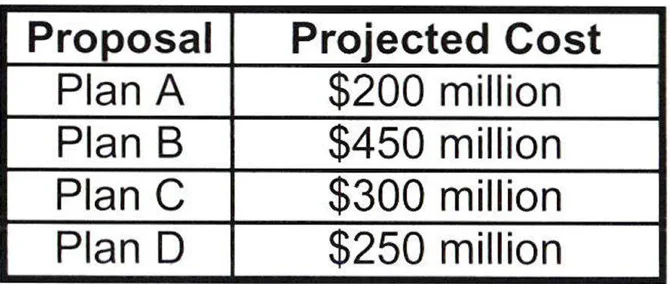 Proposal Projected Cost
Plan A $200 million
Plan B $450 million
Plan C $300 million
Plan D $250 million